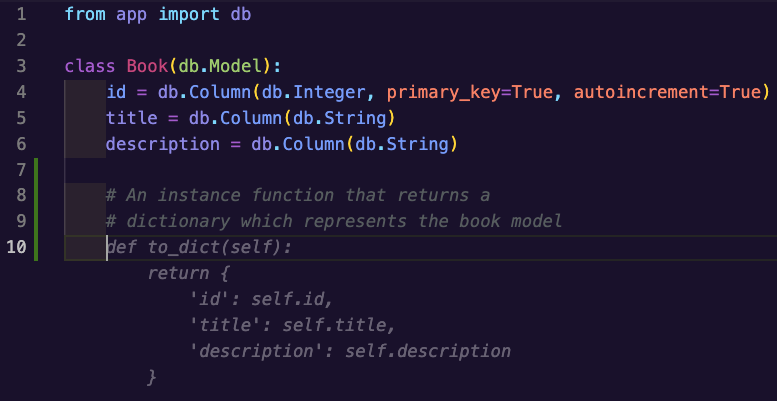 1 from app import db
2
3 class Book(db.Model):
4     id = db.Column(db.Integer, primary_key=True, autoincrement=True)
5     title = db.Column(db.String)
6     description = db.Column(db.String)
7
8     # An instance function that returns a
9     # dictionary which represents the book model
10     def to_dict(self):
        return {
            'id': self.id,
            'title': self.title,
            'description': self.description
        }